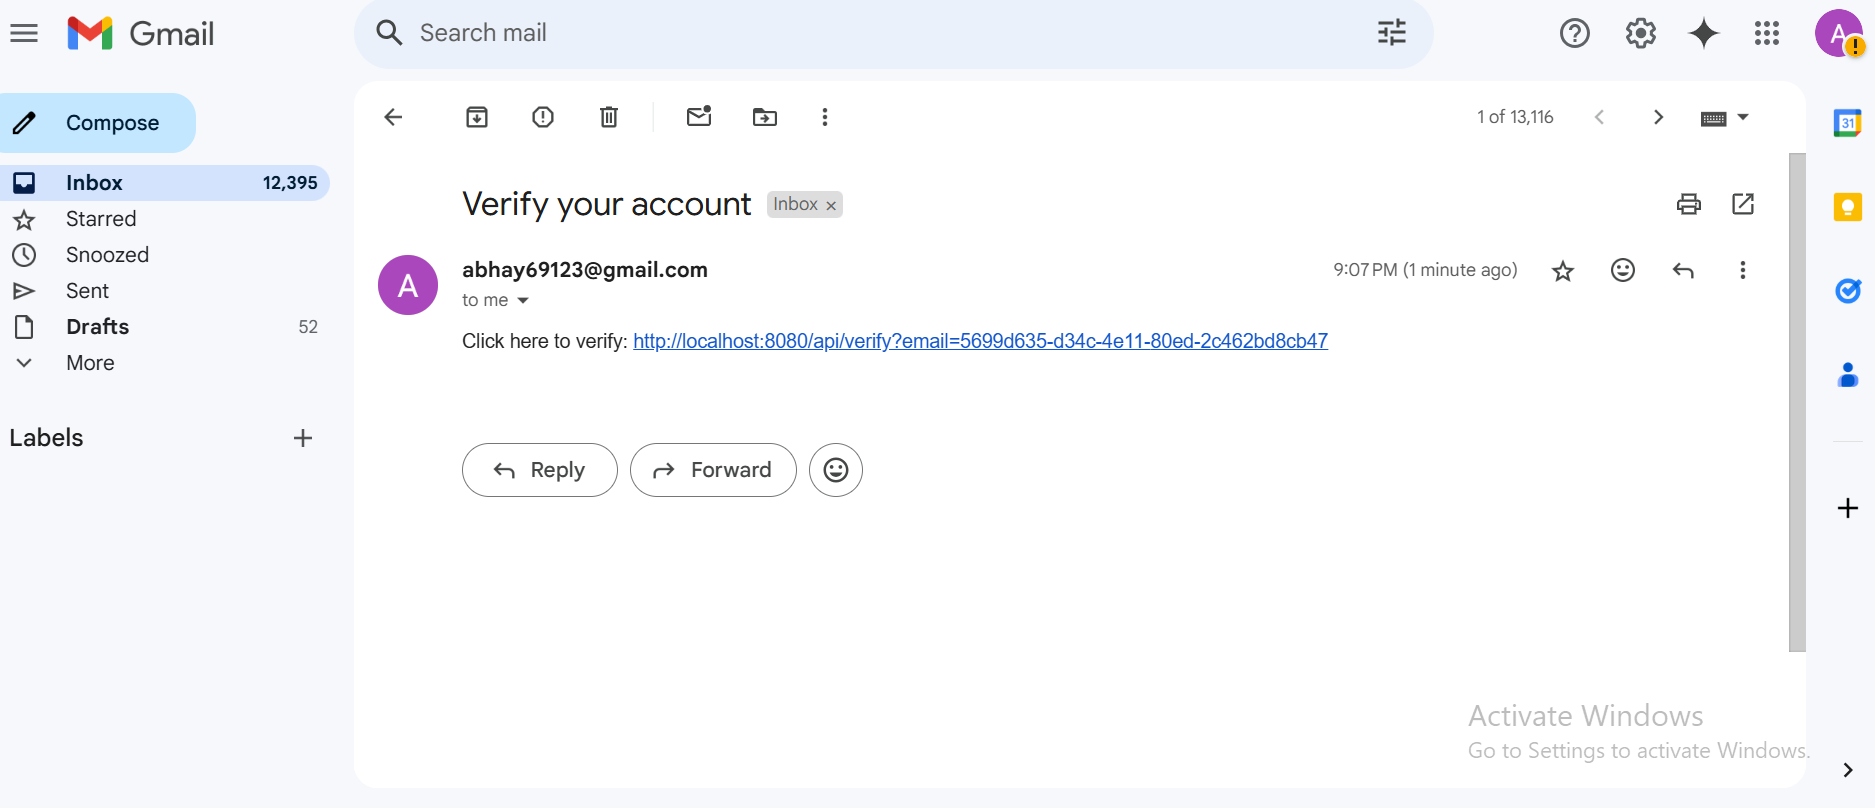 Gmail
Search mail
Compose
Inbox 12,395
Starred
Snoozed
Sent
Drafts 52
More
Labels
1 of 13,116
Verify your account Inbox ×
A abhay69123@gmail.com 9:07 PM (1 minute ago)
to me
Click here to verify: http://localhost:8080/api/verify?email=5699d635-d34c-4e11-80ed-2c462bd8cb47
Reply Forward
A
31
Activate Windows
Go to Settings to activate Windows.